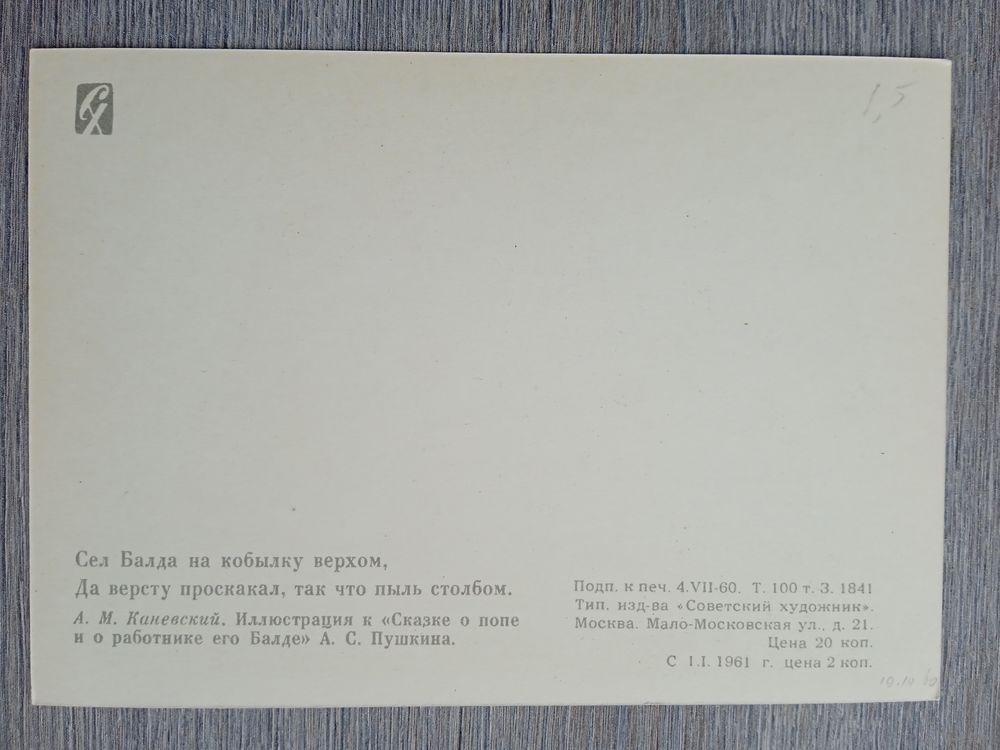 СХ
1,5
Сел Балда на кобылку верхом,
Да версту проскакал, так что пыль столбом.
А. М. Каневский. Иллюстрация к «Сказке о попе
и о работнике его Балде» А. С. Пушкина.
Подп. к печ. 4.VII-60. Т. 100 т. З. 1841
Тип. изд-ва «Советский художник».
Москва. Мало-Московская ул., д. 21.
Цена 20 коп.
С 1.I. 1961 г. цена 2 коп.